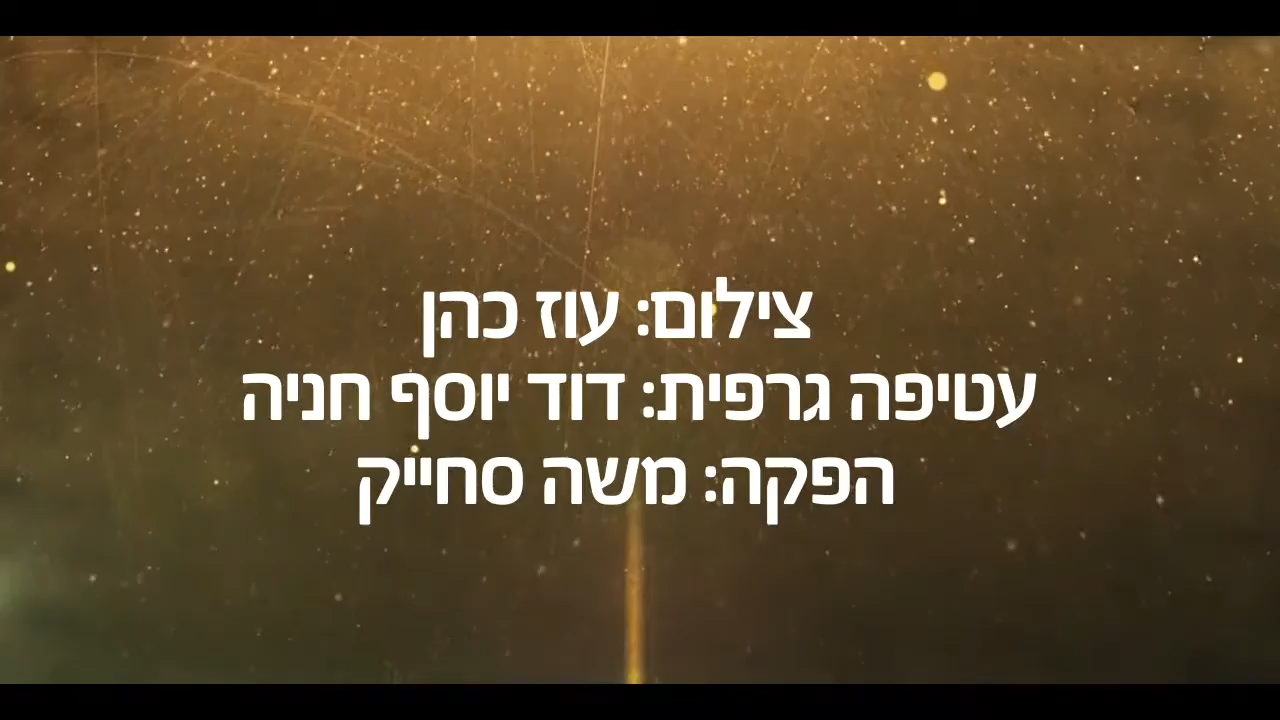 צילום: עוז כהן
עטיפה גרפית: דוד יוסף חניה
הפקה: משה סחייק